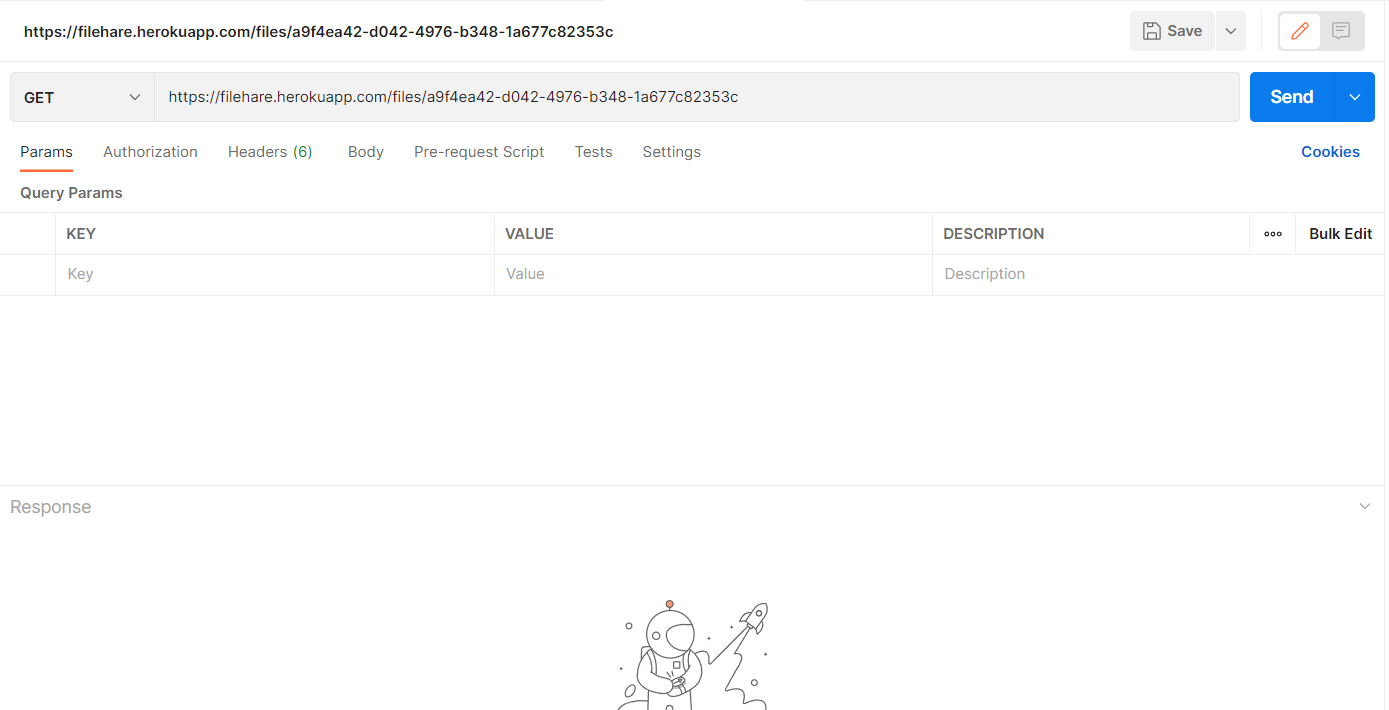 https://filehare.herokuapp.com/files/a9f4ea42-d042-4976-b348-1a677c82353c Save
GET https://filehare.herokuapp.com/files/a9f4ea42-d042-4976-b348-1a677c82353c Send
Params Authorization Headers (6) Body Pre-request Script Tests Settings Cookies
Query Params
KEY VALUE DESCRIPTION Bulk Edit
Key Value Description
Response